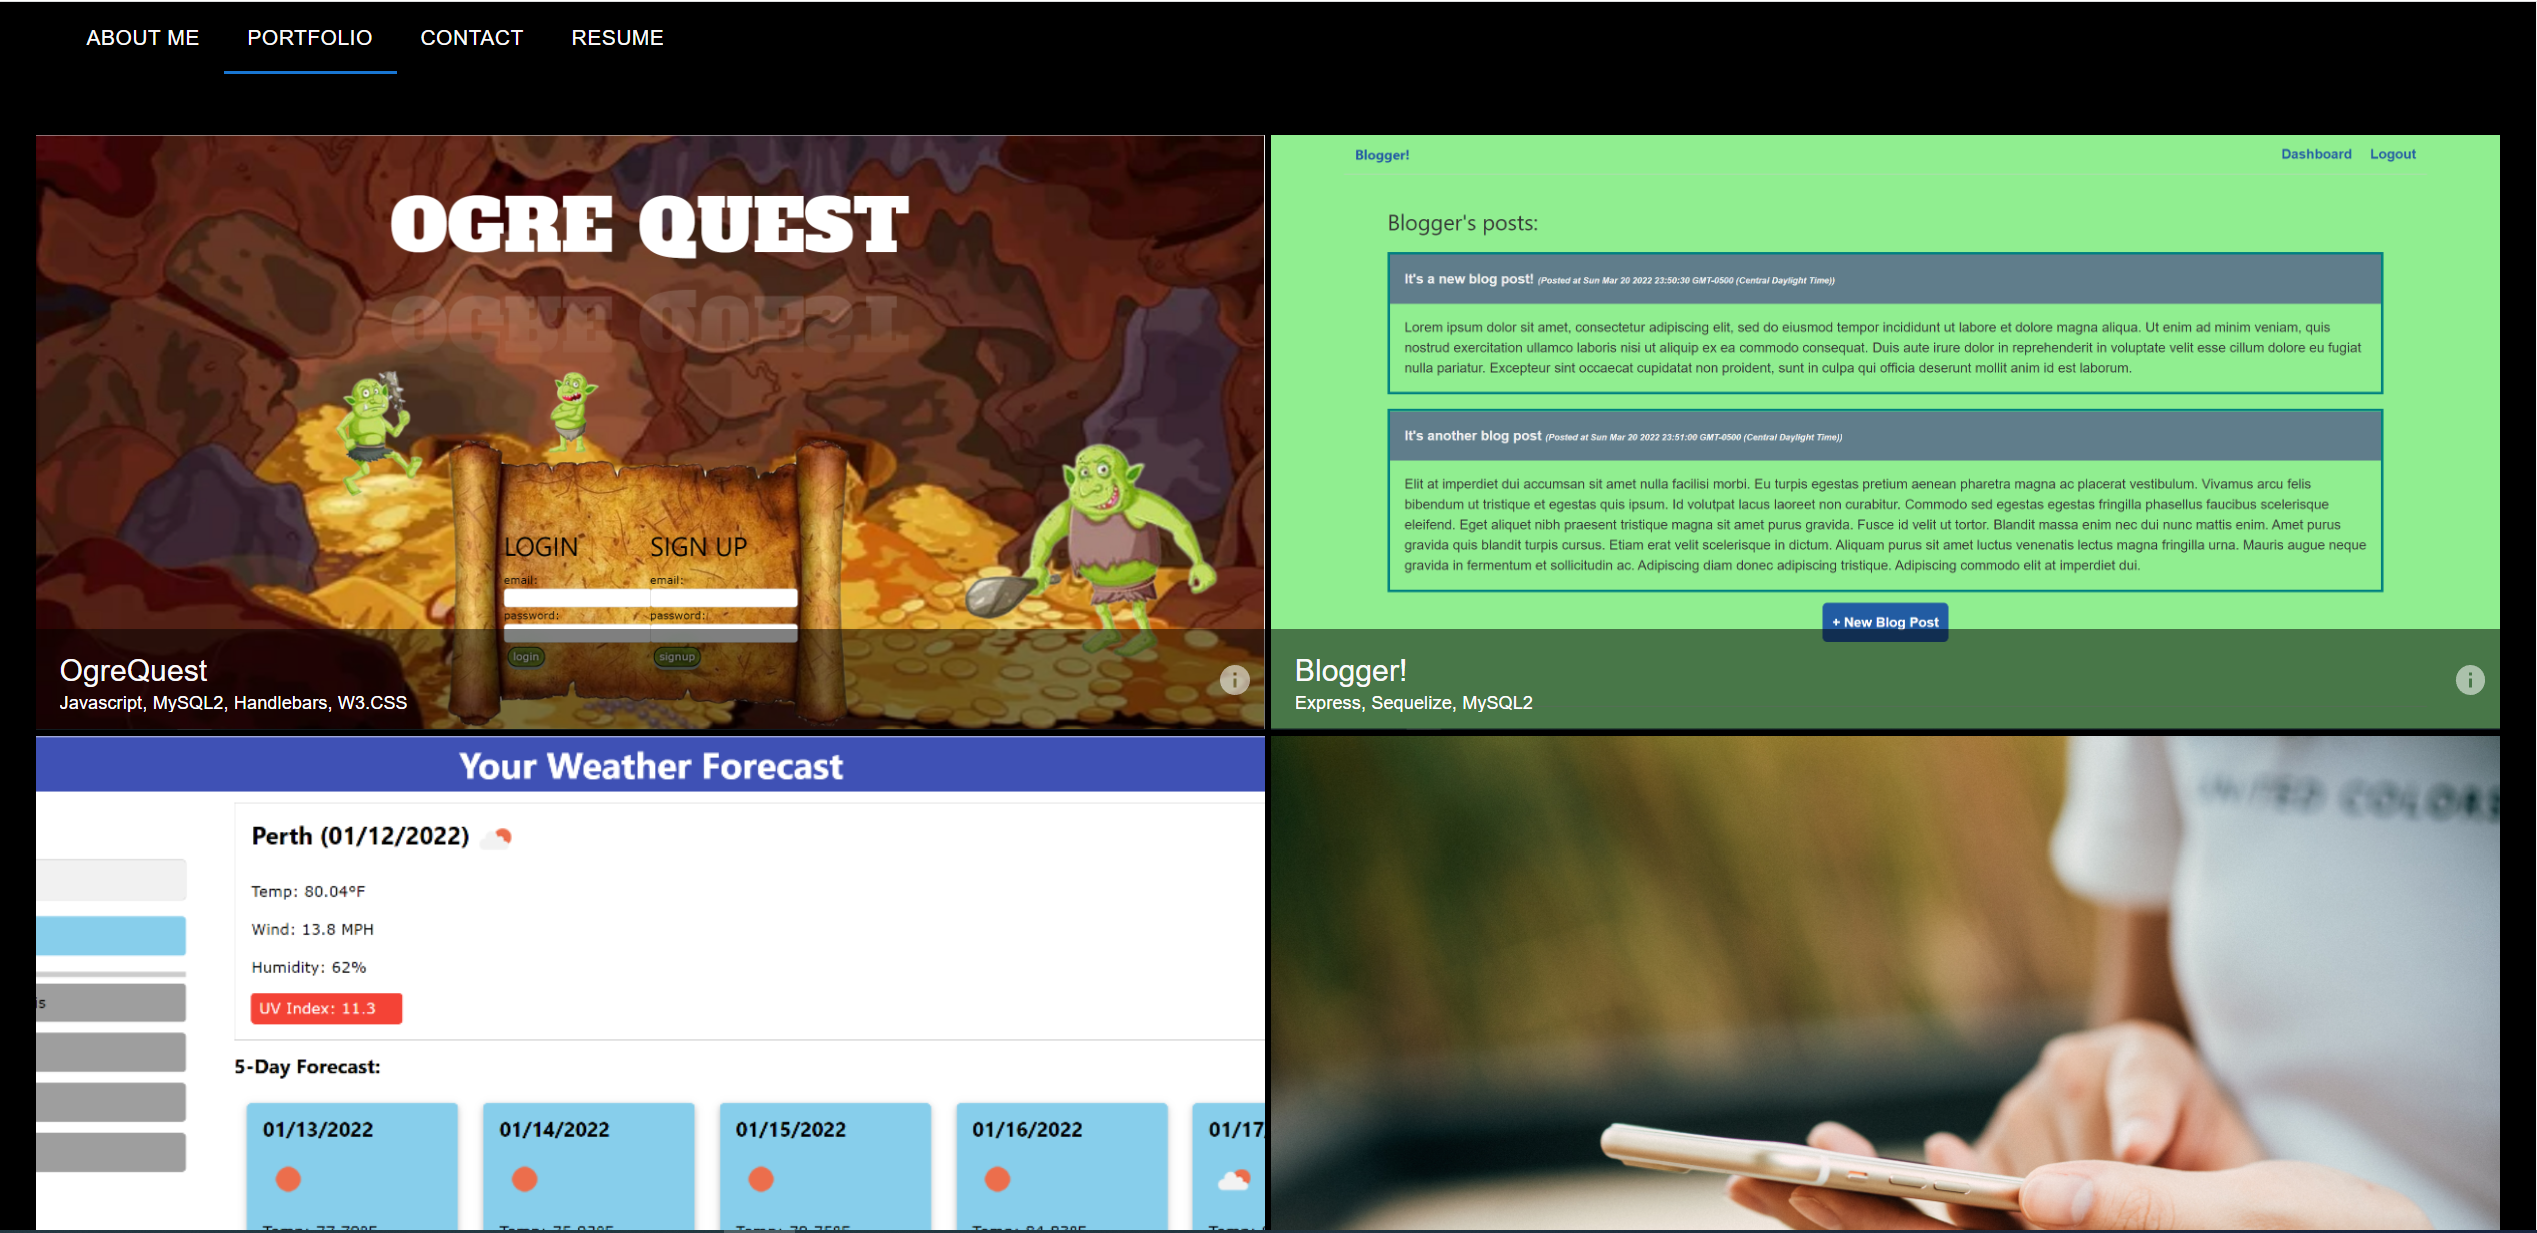 ABOUT ME
PORTFOLIO
CONTACT
RESUME
OGRE QUEST
LOGIN
SIGN UP
email:
email:
password:
password:
login
signup
OgreQuest
Javascript, MySQL2, Handlebars, W3.CSS
Blogger!
Dashboard
Logout
Blogger's posts:
It's a new blog post! (Posted at Sun Mar 20 2022 23:50:30 GMT-0500 (Central Daylight Time))
Lorem ipsum dolor sit amet, consectetur adipiscing elit, sed do eiusmod tempor incididunt ut labore et dolore magna aliqua. Ut enim ad minim veniam, quis
nostrud exercitation ullamco laboris nisi ut aliquip ex ea commodo consequat. Duis aute irure dolor in reprehenderit in voluptate velit esse cillum dolore eu fugiat
nulla pariatur. Excepteur sint occaecat cupidatat non proident, sunt in culpa qui officia deserunt mollit anim id est laborum.
It's another blog post (Posted at Sun Mar 20 2022 23:51:00 GMT-0500 (Central Daylight Time))
Elit at imperdiet dui accumsan sit amet nulla facilisi morbi. Eu turpis egestas pretium aenean pharetra magna ac placerat vestibulum. Vivamus arcu felis
bibendum ut tristique et egestas quis ipsum. Id volutpat lacus laoreet non curabitur. Commodo sed egestas egestas fringilla phasellus faucibus scelerisque
eleifend. Eget aliquet nibh praesent tristique magna sit amet purus gravida. Fusce id velit ut tortor. Blandit massa enim nec dui nunc mattis enim. Amet purus
gravida quis blandit turpis cursus. Etiam erat velit scelerisque in dictum. Aliquam purus sit amet luctus venenatis lectus magna fringilla urna. Mauris augue neque
gravida in fermentum et sollicitudin ac. Adipiscing diam donec adipiscing tristique. Adipiscing commodo elit at imperdiet dui.
+ New Blog Post
Blogger!
Express, Sequelize, MySQL2
Your Weather Forecast
Perth (01/12/2022)
Temp: 80.04°F
Wind: 13.8 MPH
Humidity: 62%
UV Index: 11.3
is
5-Day Forecast:
01/13/2022
01/14/2022
01/15/2022
01/16/2022
01/17
UNITED COLORS